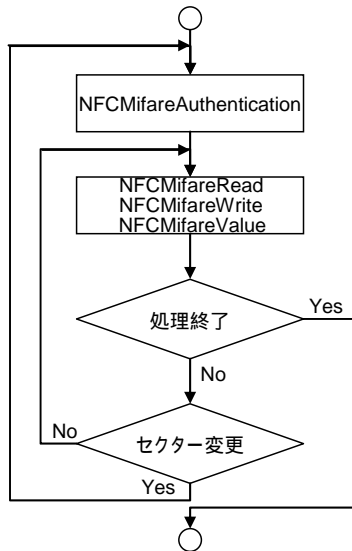 NFCMifareAuthentication
NFCMifareRead
NFCMifareWrite
NFCMifareValue
処理終了
Yes
No
セクター変更
No
Yes